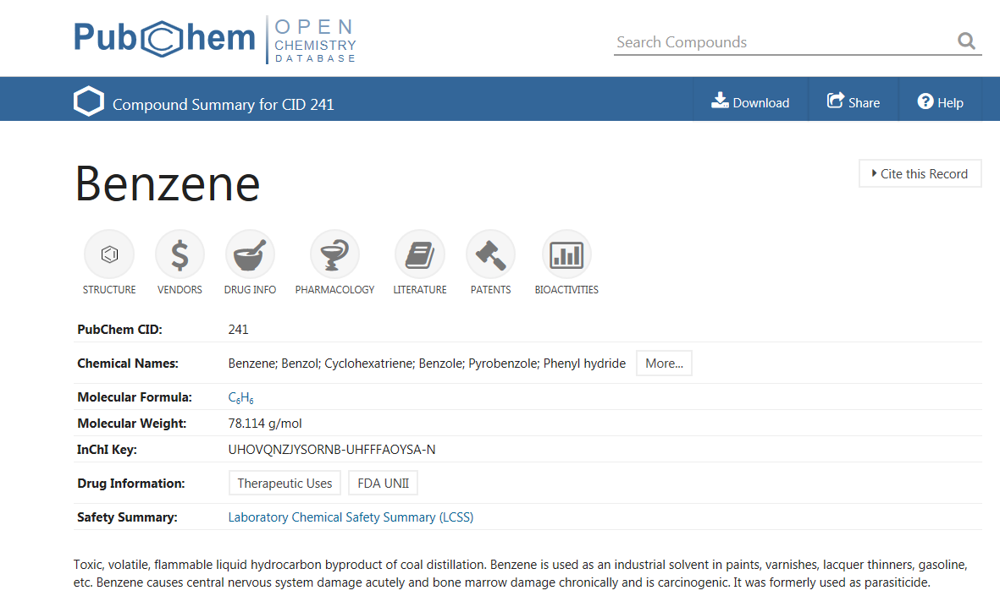 PubChem OPEN
CHEMISTRY
DATABASE
Search Compounds
Compound Summary for CID 241 Download Share Help
Benzene
Cite this Record
STRUCTURE VENDORS DRUG INFO PHARMACOLOGY LITERATURE PATENTS BIOACTIVITIES
PubChem CID: 241
Chemical Names: Benzene; Benzol; Cyclohexatriene; Benzole; Pyrobenzole; Phenyl hydride More...
Molecular Formula: C₆H₆
Molecular Weight: 78.114 g/mol
InChI Key: UHOVQNZJYSORNB-UHFFFAOYSA-N
Drug Information: Therapeutic Uses FDA UNII
Safety Summary: Laboratory Chemical Safety Summary (LCSS)
Toxic, volatile, flammable liquid hydrocarbon byproduct of coal distillation. Benzene is used as an industrial solvent in paints, varnishes, lacquer thinners, gasoline,
etc. Benzene causes central nervous system damage acutely and bone marrow damage chronically and is carcinogenic. It was formerly used as parasiticide.